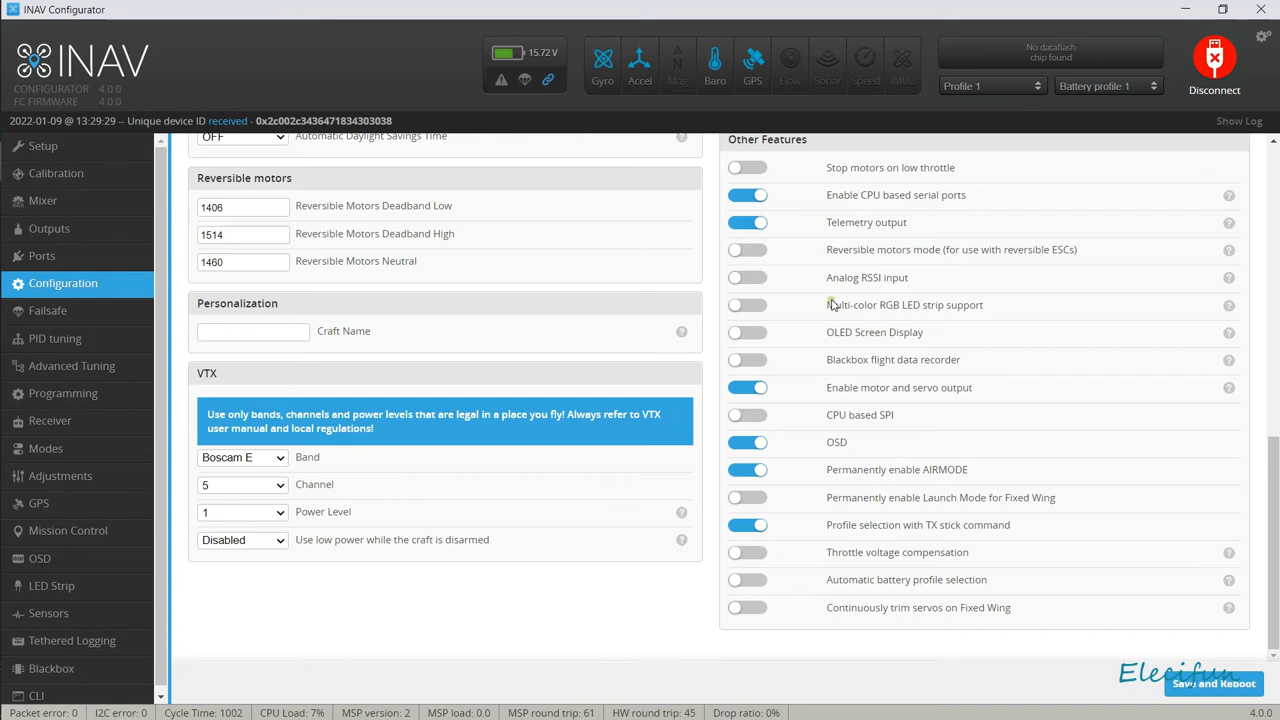 INAV Configurator
INAV
CONFIGURATOR 4.0.0
FC FIRMWARE 4.0.0
15.72 V
Gyro
Accel
Mag
Baro
GPS
Flow
Sonar
Speed
IMU2
No dataflash
chip found
Profile 1
Battery profile 1
Disconnect
2022-01-09 @ 13:29:29 -- Unique device ID received - 0x2c002c3436471834303038
Show Log
Setup
Calibration
Mixer
Outputs
Ports
Configuration
Failsafe
PID tuning
Advanced Tuning
Programming
Receiver
Modes
Adjustments
GPS
Mission Control
OSD
LED Strip
Sensors
Tethered Logging
Blackbox
CLI
OFF Automatic Daylight Savings Time
Reversible motors
1406 Reversible Motors Deadband Low
1514 Reversible Motors Deadband High
1460 Reversible Motors Neutral
Personalization
Craft Name
VTX
Use only bands, channels and power levels that are legal in a place you fly! Always refer to VTX
user manual and local regulations!
Boscam E Band
5 Channel
1 Power Level
Disabled Use low power while the craft is disarmed
Other Features
Stop motors on low throttle
Enable CPU based serial ports
Telemetry output
Reversible motors mode (for use with reversible ESCs)
Analog RSSI input
Multi-color RGB LED strip support
OLED Screen Display
Blackbox flight data recorder
Enable motor and servo output
CPU based SPI
OSD
Permanently enable AIRMODE
Permanently enable Launch Mode for Fixed Wing
Profile selection with TX stick command
Throttle voltage compensation
Automatic battery profile selection
Continuously trim servos on Fixed Wing
Elecifun
Save and Reboot
Packet error: 0 I2C error: 0 Cycle Time: 1002 CPU Load: 7% MSP version: 2 MSP load: 0.0 MSP round trip: 61 HW round trip: 45 Drop ratio: 0% 4.0.0